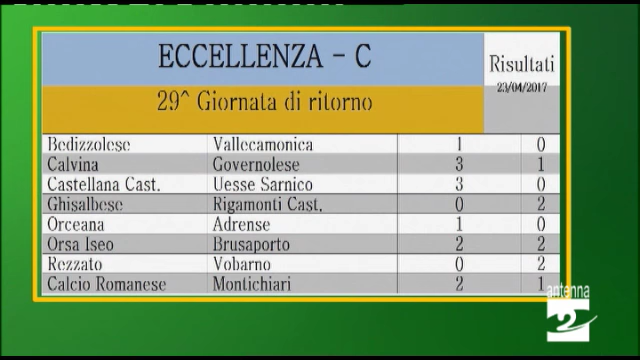 ECCELLENZA - C
Risultati
23/04/2017
29^ Giornata di ritorno
Bedizzolese Vallecamonica 1 0
Calvina Governolese 3 1
Castellana Cast. Uesse Sarnico 3 0
Ghisalbese Rigamonti Cast. 0 2
Orceana Adrense 1 0
Orsa Iseo Brusaporto 2 2
Rezzato Vobarno 0 2
Calcio Romanese Montichiari 2 1
antenna
2